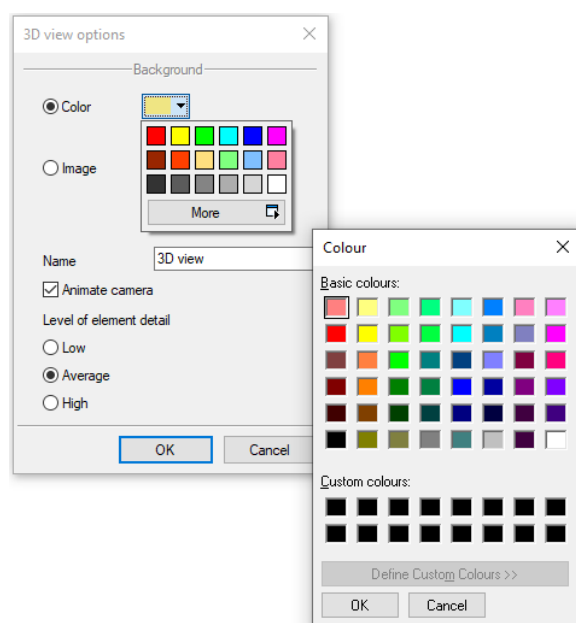 3D view options
Background
Color
Image
More
Name
3D view
Animate camera
Level of element detail
Low
Average
High
OK
Cancel
Colour
Basic colours:
Custom colours:
Define Custom Colours >>
OK
Cancel